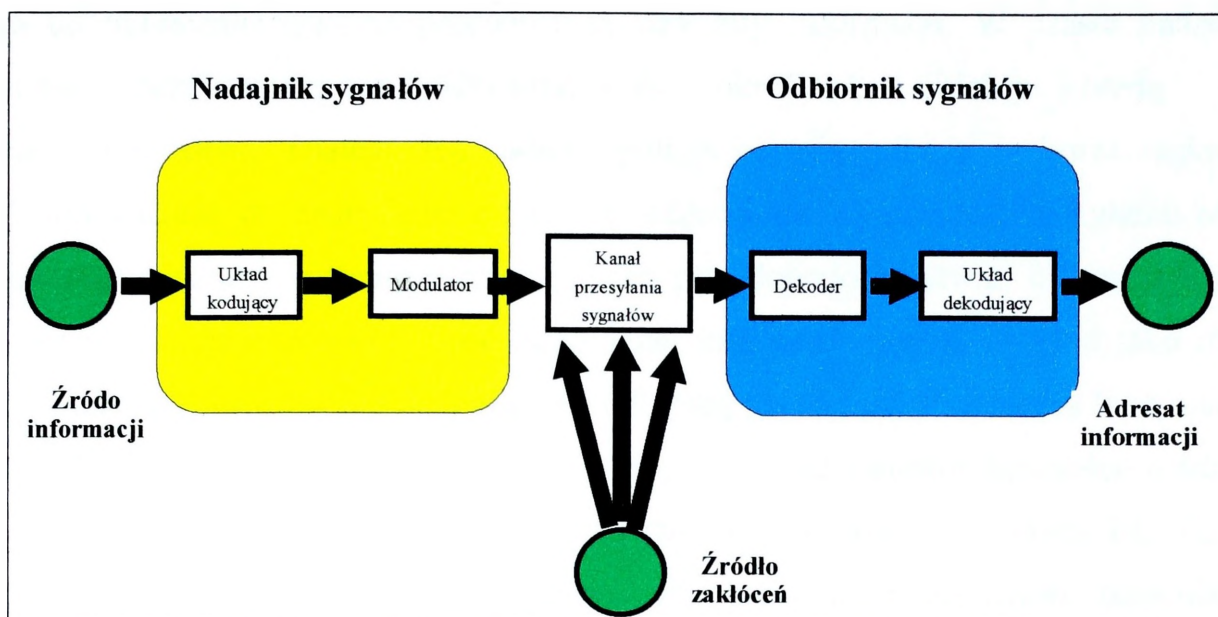 Nadajnik sygnałów
Odbiornik sygnałów
Układ
kodujący
Modulator
Kanał
przesyłania
sygnałów
Dekoder
Układ
dekodujący
Źródo
informacji
Adresat
informacji
Źródło
zakłóceń